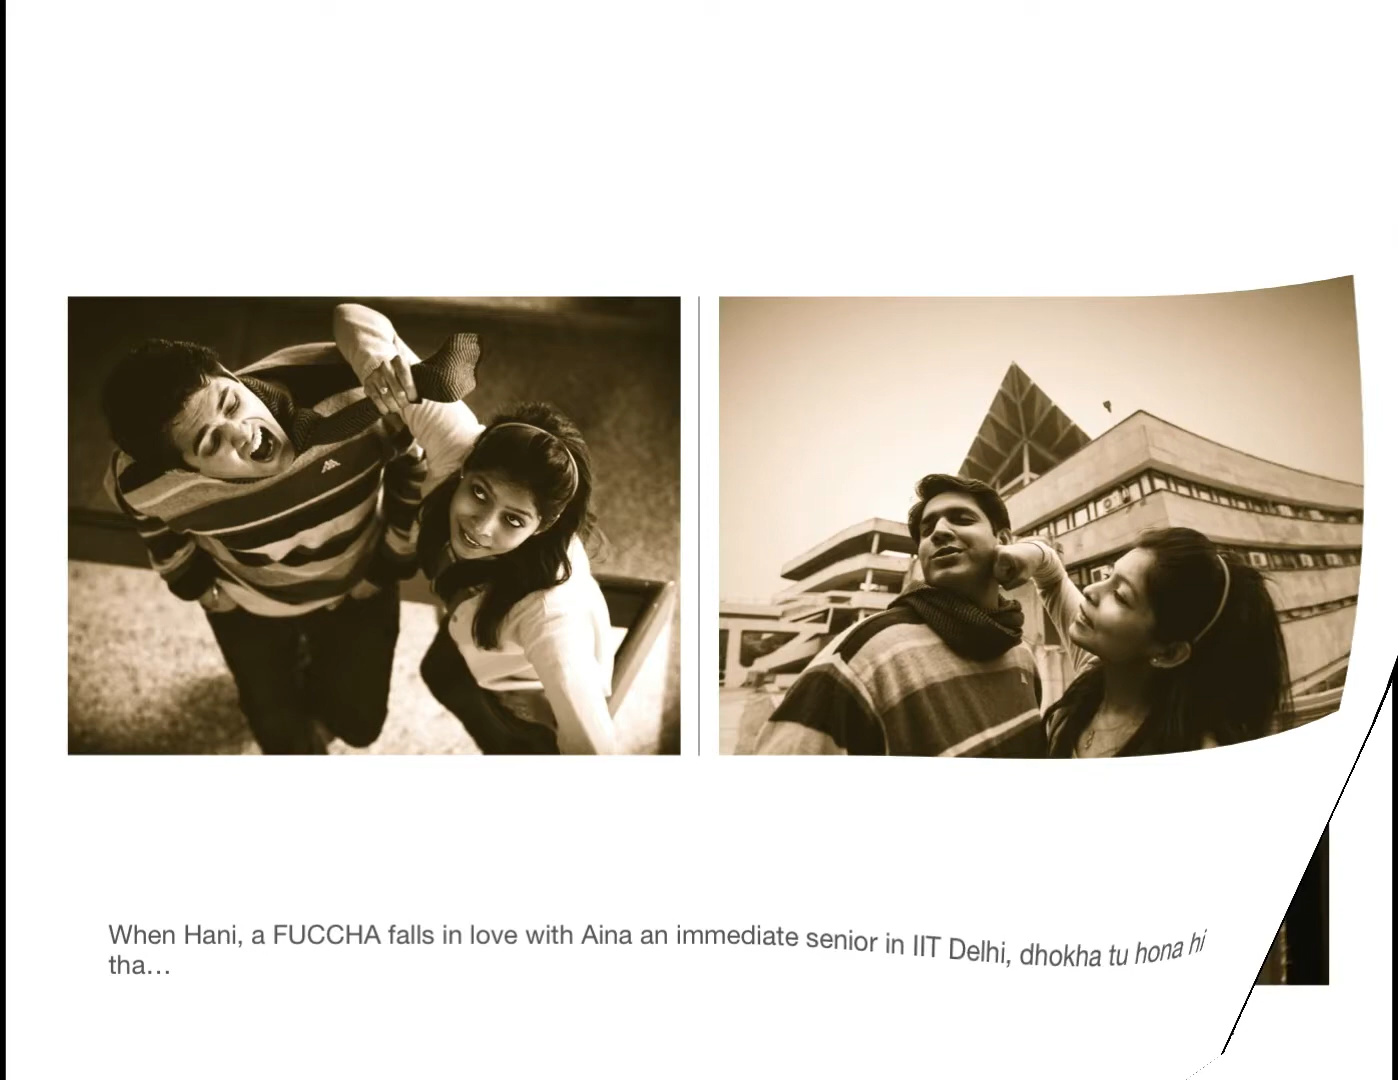 When Hani, a FUCCHA falls in love with Aina an immediate senior in IIT Delhi, dhokha tu hona hi
tha…